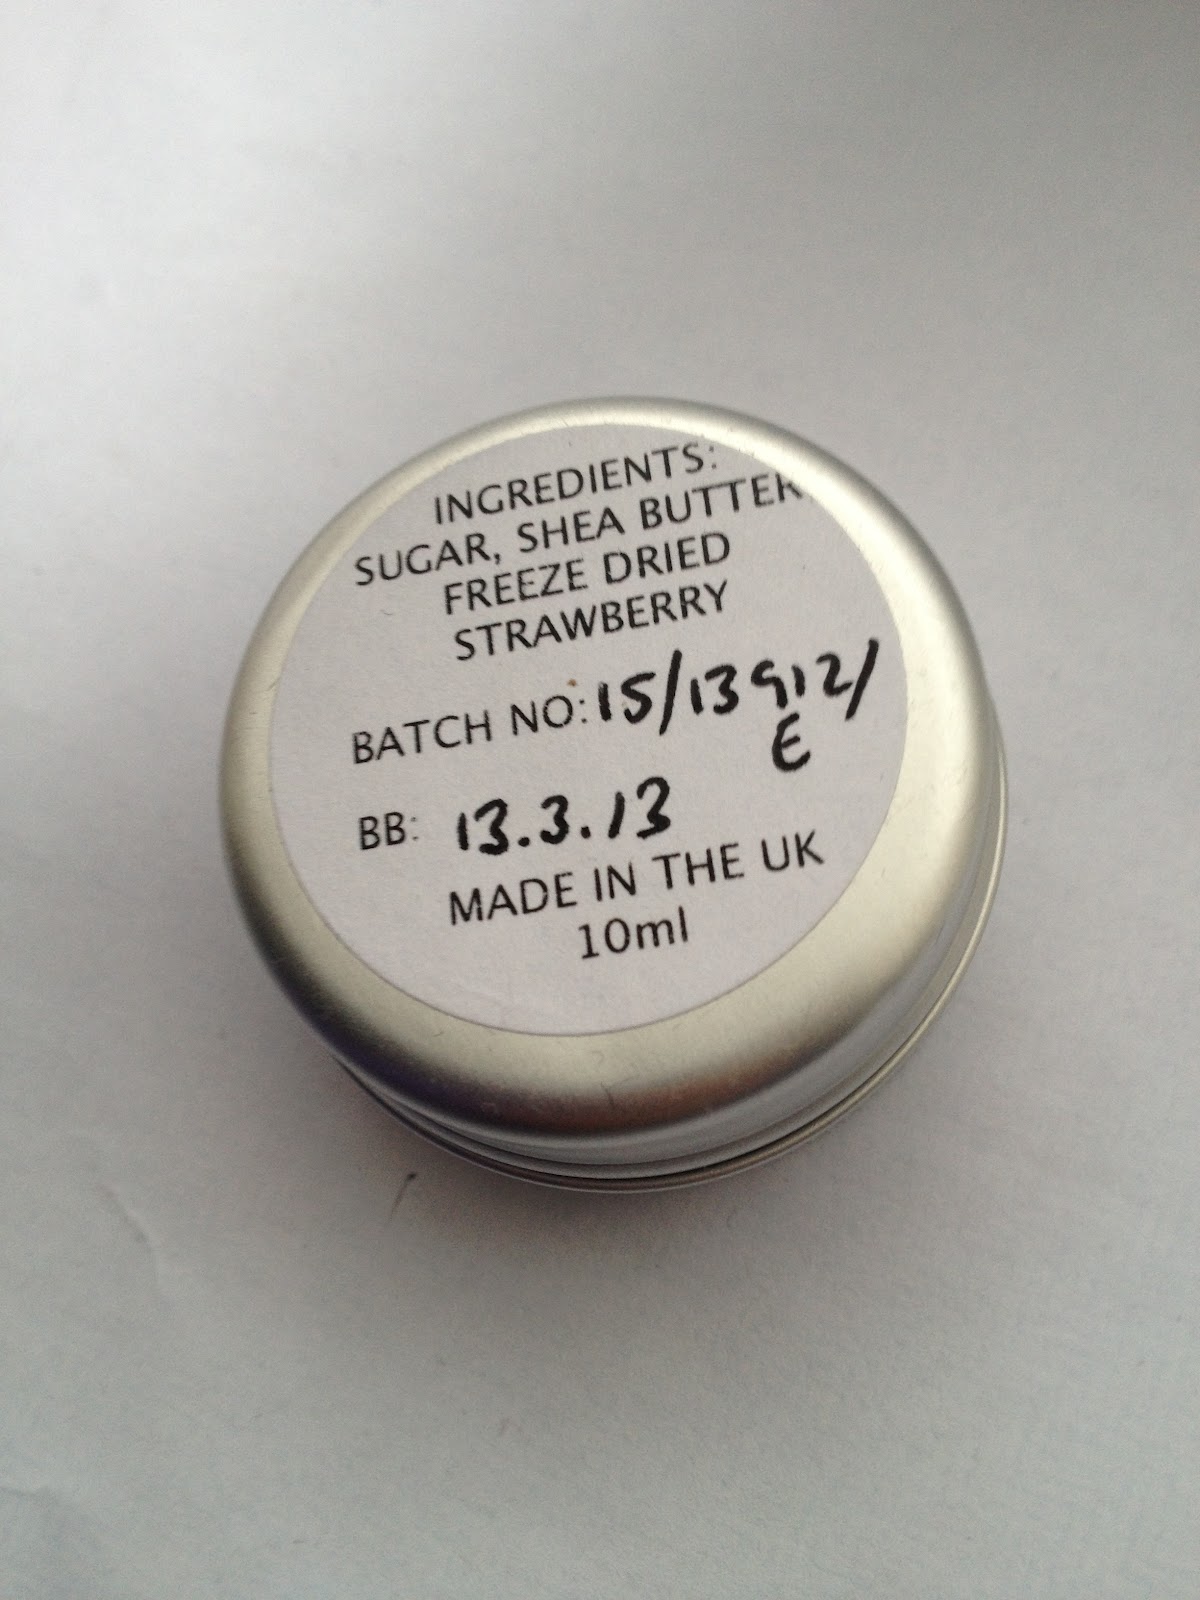 INGREDIENTS:
SUGAR, SHEA BUTTER,
FREEZE DRIED
STRAWBERRY
BATCH NO: 15/13912/
E
BB: 13.3.13
MADE IN THE UK
10ml